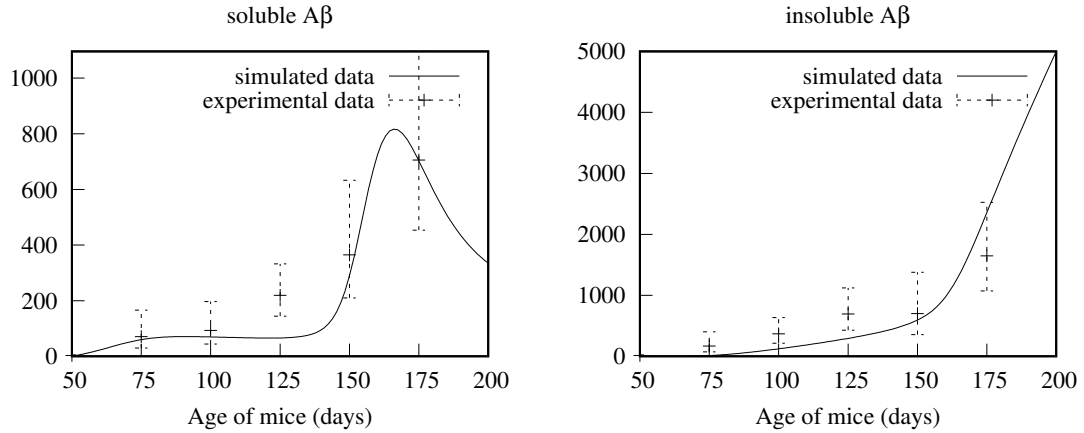 soluble Aβ
1000
800
600
400
200
0
simulated data
experimental data
50 75 100 125 150 175 200
Age of mice (days)
insoluble Aβ
5000
4000
3000
2000
1000
0
simulated data
experimental data
50 75 100 125 150 175 200
Age of mice (days)